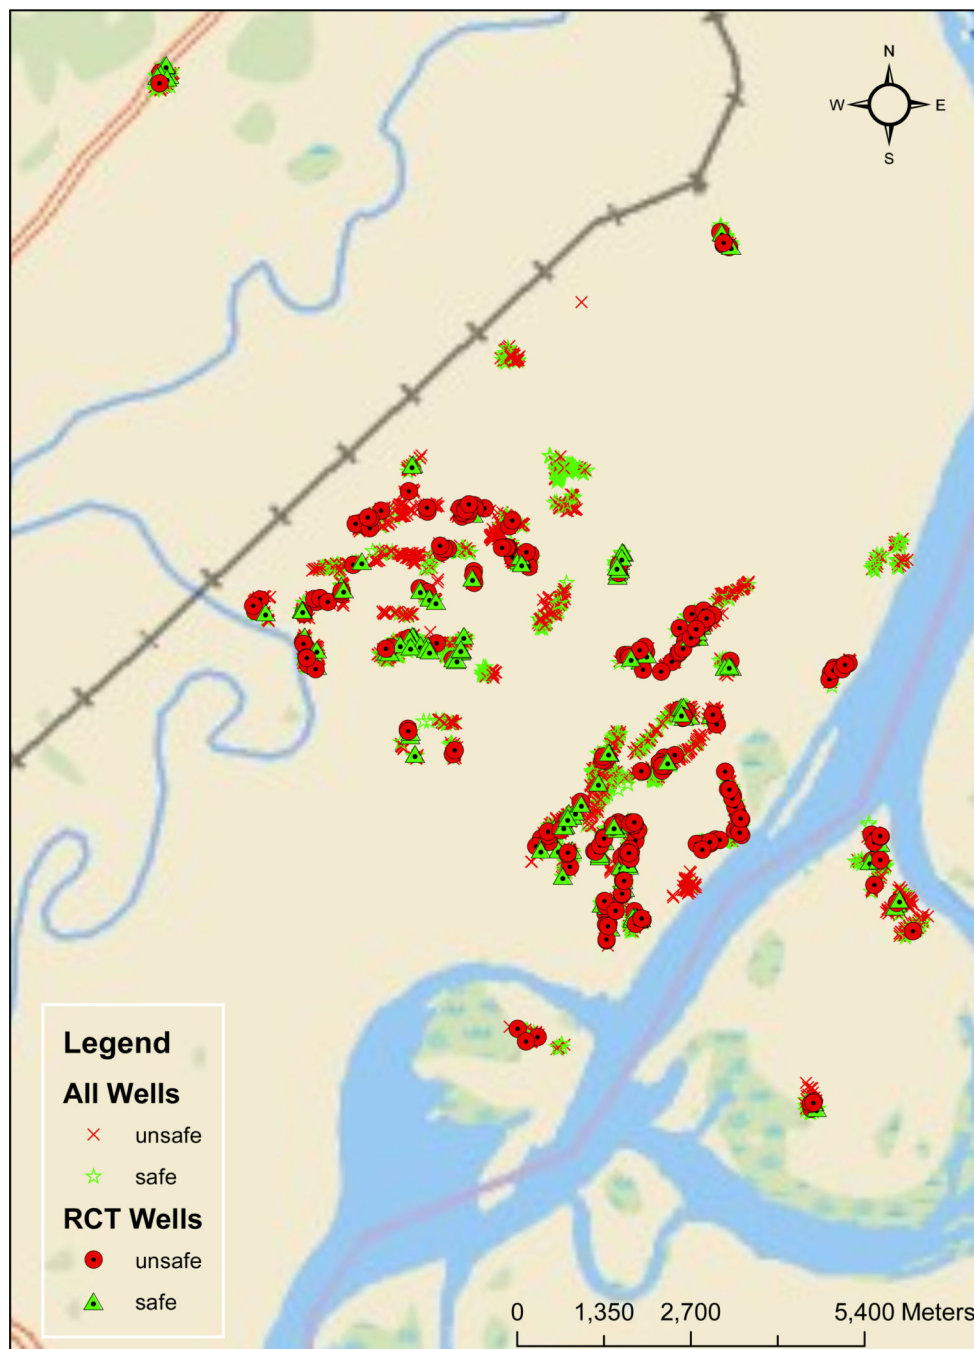 N
W E
S
Legend
All Wells
unsafe
safe
RCT Wells
unsafe
safe
0 1,350 2,700 5,400 Meters